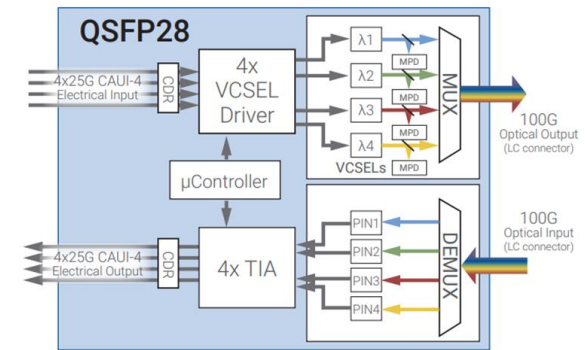 QSFP28
4x25G CAUI-4
Electrical Input
CDR
4x
VCSEL
Driver
λ1
λ2
λ3
λ4
MPD
MPD
MPD
MPD
VCSELs
MUX
100G
Optical Output
(LC connector)
µController
4x25G CAUI-4
Electrical Output
CDR
4x TIA
PIN1
PIN2
PIN3
PIN4
DEMUX
100G
Optical Input
(LC connector)